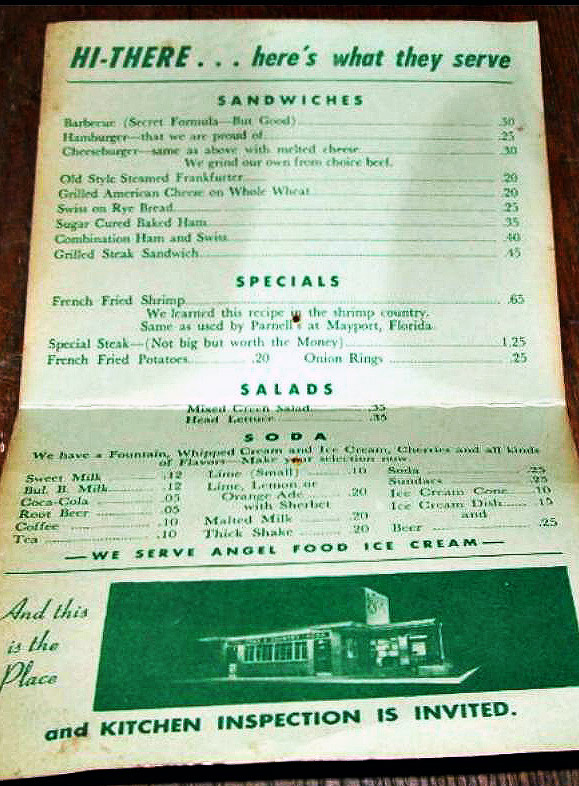 HI-THERE . . . here's what they serve
SANDWICHES
Barbecue (Secret Formula—But Good) .30
Hamburger—that we are proud of .25
Cheeseburger—same as above with melted cheese .30
We grind our own from choice beef.
Old Style Steamed Frankfurter .20
Grilled American Cheese on Whole Wheat .20
Swiss on Rye Bread .25
Sugar Cured Baked Ham .35
Combination Ham and Swiss .40
Grilled Steak Sandwich .45
SPECIALS
French Fried Shrimp .65
We learned this recipe in the shrimp country.
Same as used by Parnell's at Mayport, Florida.
Special Steak—(Not big but worth the Money) 1.25
French Fried Potatoes .20 Onion Rings .25
SALADS
Mixed Green Salad .35
Head Lettuce .35
SODA
We have a Fountain, Whipped Cream and Ice Cream, Cherries and all kinds
of Flavors—Make your selection now
Sweet Milk .12 Lime (Small) .10 Soda .25
But. B. Milk .12 Lime, Lemon or Sundaes .25
Coca-Cola .05 Orange Ade .20 Ice Cream Cone .10
Root Beer .05 with Sherbet Ice Cream Dish .15
Coffee .10 Malted Milk .20 and
Tea .10 Thick Shake .20 Beer .25
—WE SERVE ANGEL FOOD ICE CREAM—
And this
is the
Place
and KITCHEN INSPECTION IS INVITED.